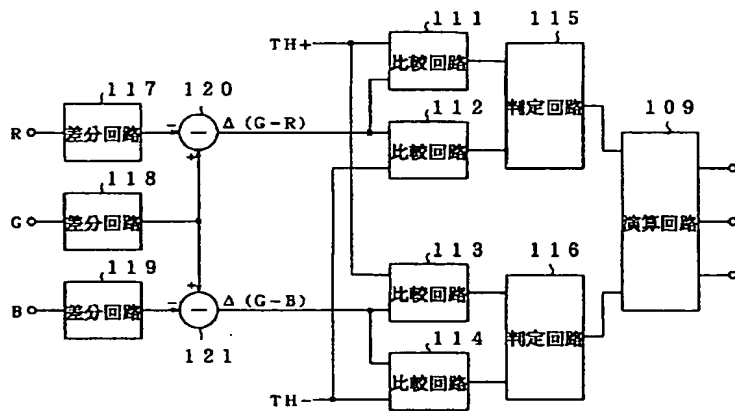 111
115
TH+
比較回路
117
120
112
判定回路
109
R
差分回路
−
−
Δ(G−R)
比較回路
118
+
G
差分回路
演算回路
119
113
116
+
比較回路
B
差分回路
−
−
Δ(G−B)
判定回路
121
114
比較回路
TH−